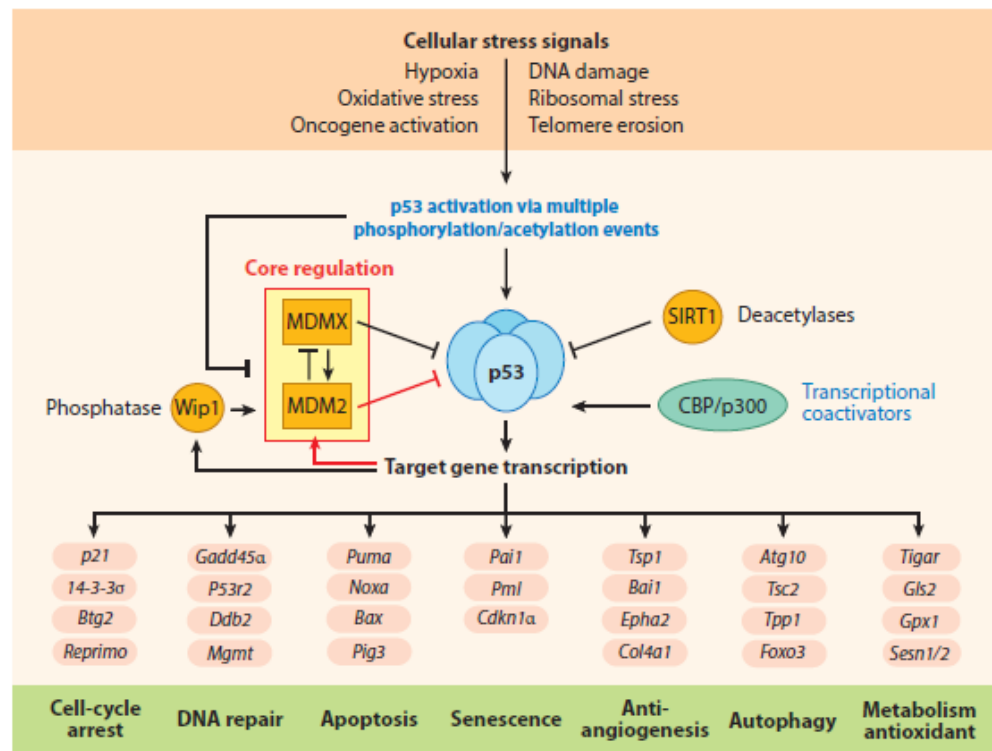 Cellular stress signals
Hypoxia DNA damage
Oxidative stress Ribosomal stress
Oncogene activation Telomere erosion
p53 activation via multiple
phosphorylation/acetylation events
Core regulation
MDMX
SIRT1 Deacetylases
p53
Phosphatase Wip1
MDM2
CBP/p300
Transcriptional
coactivators
Target gene transcription
p21 Gadd45α Puma Pai1 Tsp1 Atg10 Tigar
14-3-3σ P53r2 Noxa Pml Bai1 Tsc2 Gls2
Btg2 Ddb2 Bax Cdkn1α Epha2 Tpp1 Gpx1
Reprimo Mgmt Pig3 Col4a1 Foxo3 Sesn1/2
Cell-cycle
arrest
DNA repair
Apoptosis
Senescence
Anti-
angiogenesis
Autophagy
Metabolism
antioxidant